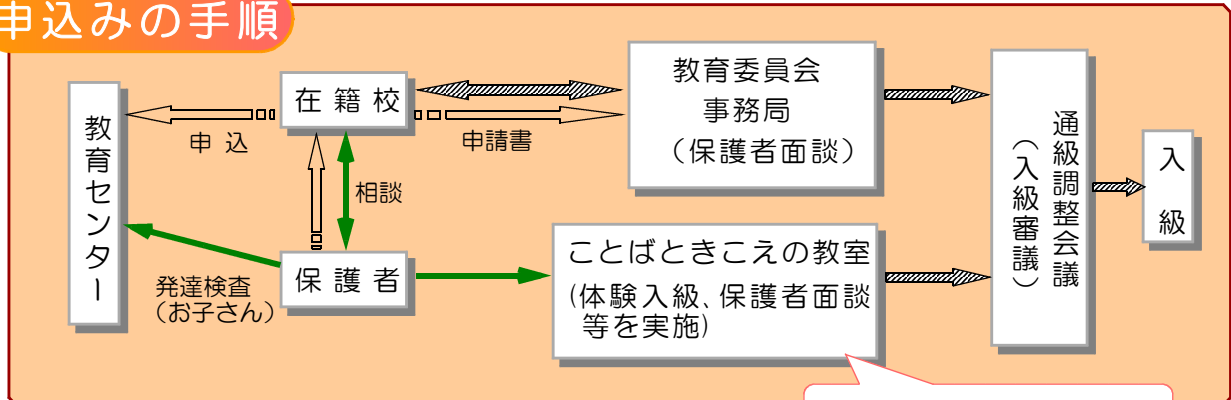 申込みの手順
教育センター
在籍校
申込
申請書
相談
保護者
発達検査
（お子さん）
教育委員会
事務局
（保護者面談）
ことばときこえの教室
(体験入級、保護者面談
等を実施)
通級調整会議
（入級審議）
入級